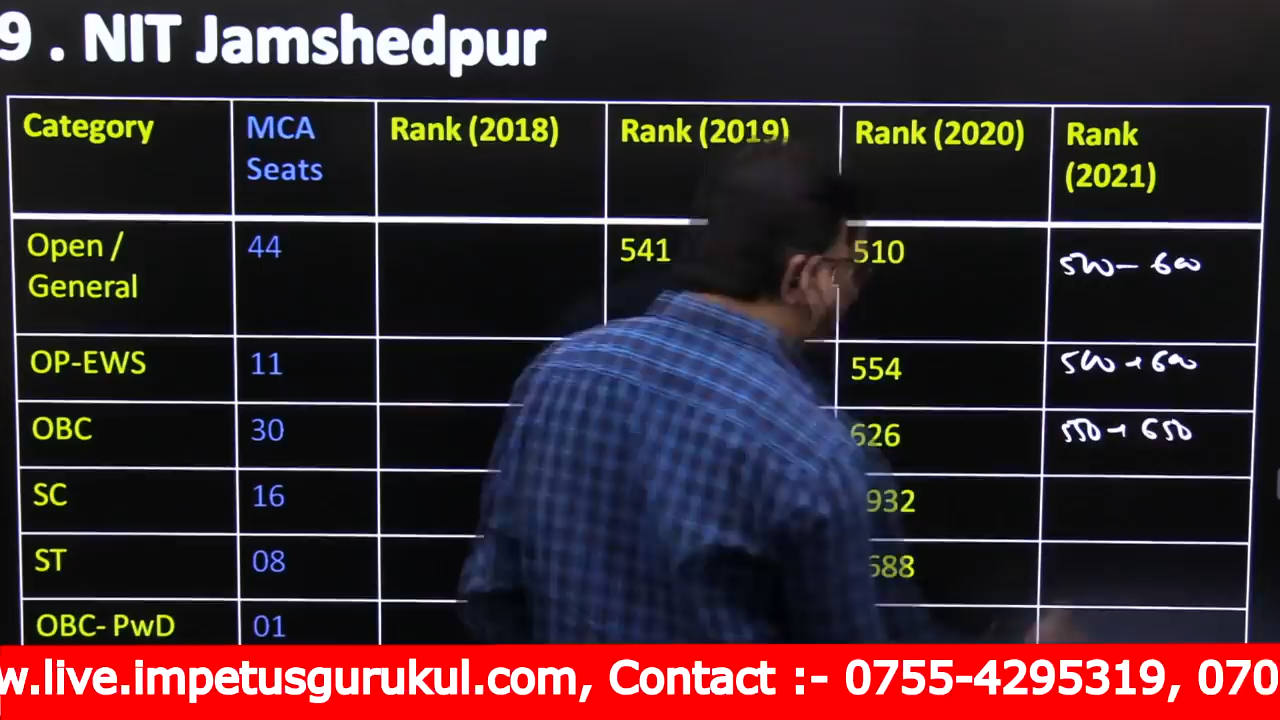 9 . NIT Jamshedpur
Category MCA Seats Rank (2018) Rank (2019) Rank (2020) Rank (2021)
Open / General 44 541 510 500 - 600
OP-EWS 11 554 500 → 600
OBC 30 626 550 → 650
SC 16 932
ST 08 688
OBC- PwD 01
w.live.impetusgurukul.com, Contact :- 0755-4295319, 070